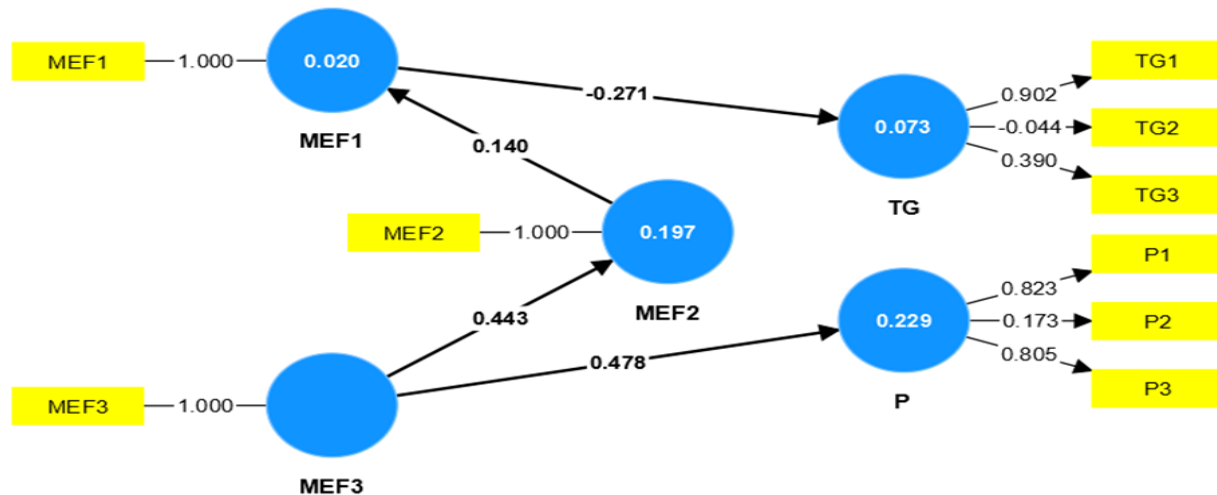 MEF1
1.000
0.020
MEF1
-0.271
0.140
0.073
TG
0.902
-0.044
0.390
TG1
TG2
TG3
MEF2
1.000
0.197
MEF2
0.443
0.478
0.229
P
0.823
0.173
0.805
P1
P2
P3
MEF3
1.000
MEF3